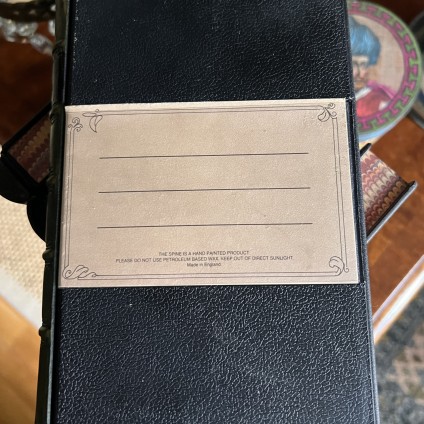 THE SPINE IS A HAND PAINTED PRODUCT
PLEASE DO NOT USE PETROLEUM BASED WAX. KEEP OUT OF DIRECT SUNLIGHT.
Made in England